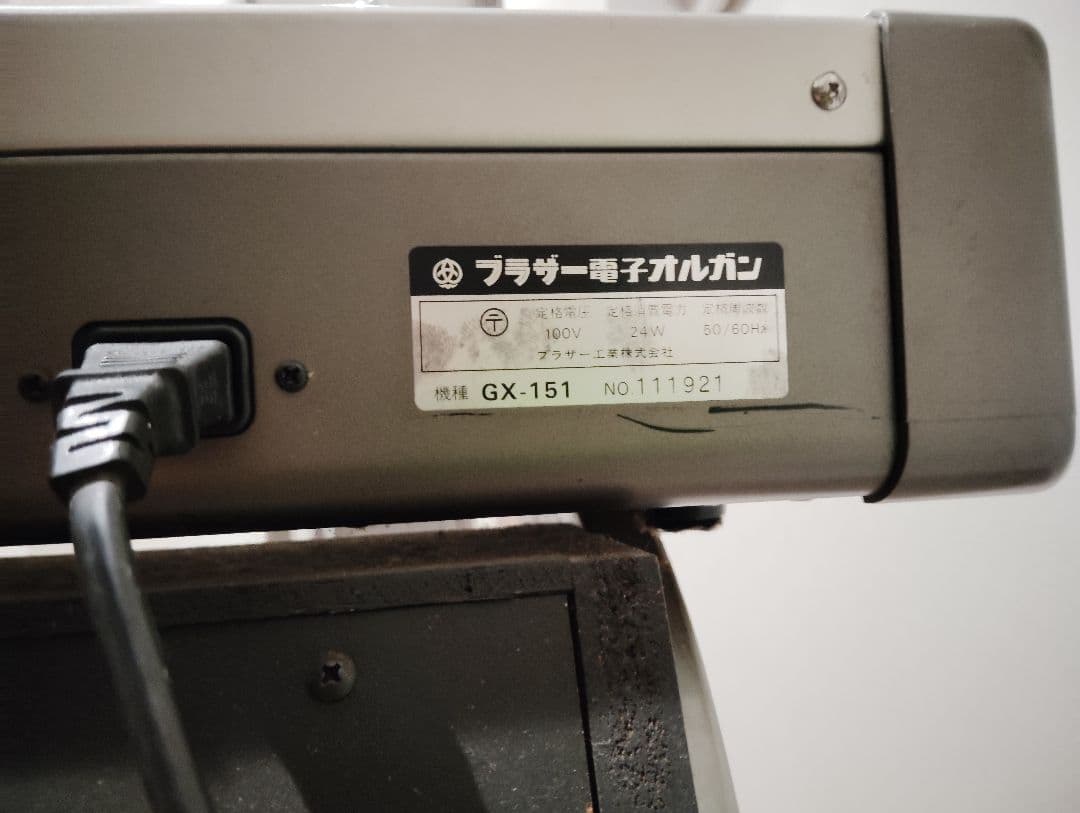 ブラザー電子オルガン
〒 定格電圧 定格消費電力 定格周波数
100V 24W 50/60Hz
ブラザー工業株式会社
機種 GX-151 NO.111921